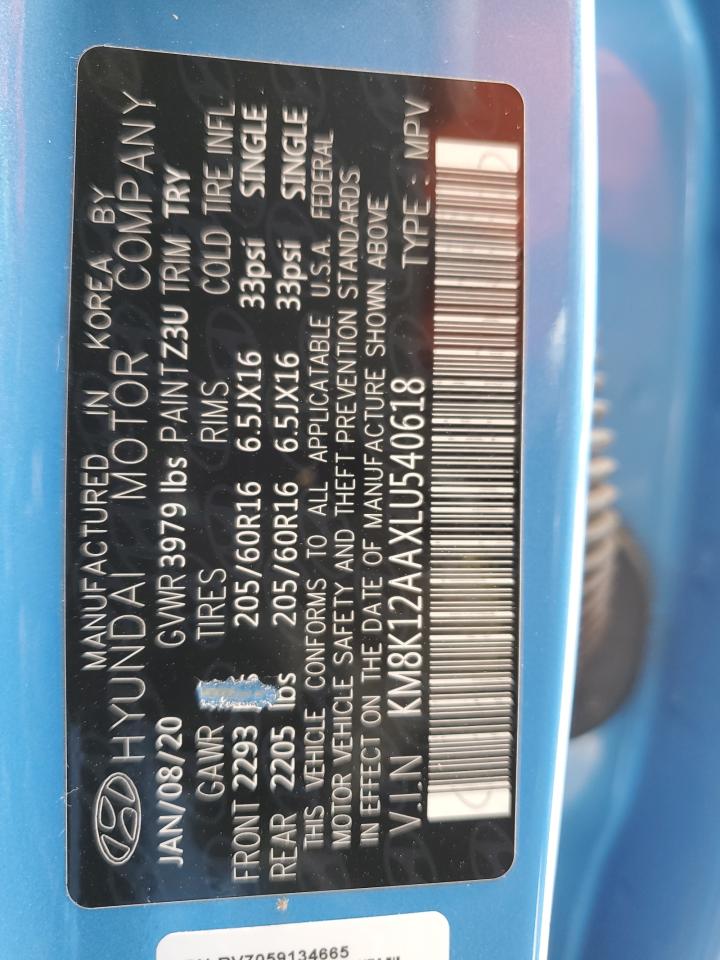 MANUFACTURED IN KOREA BY
HYUNDAI MOTOR COMPANY
JAN/08/20 GVWR 3979 lbs PAINT Z3U TRIM TRY
GAWR TIRES RIMS COLD TIRE INFL
FRONT 2293 205/60R16 6.5JX16 33psi SINGLE
REAR 2205 lbs 205/60R16 6.5JX16 33psi SINGLE
THIS VEHICLE CONFORMS TO ALL APPLICATABLE U.S.A. FEDERAL
MOTOR VEHICLE SAFETY AND THEFT PREVENTION STANDARDS
IN EFFECT ON THE DATE OF MANUFACTURE SHOWN ABOVE
V.I.N KM8K12AAXLU540618 TYPE : MPV
RV7059134665